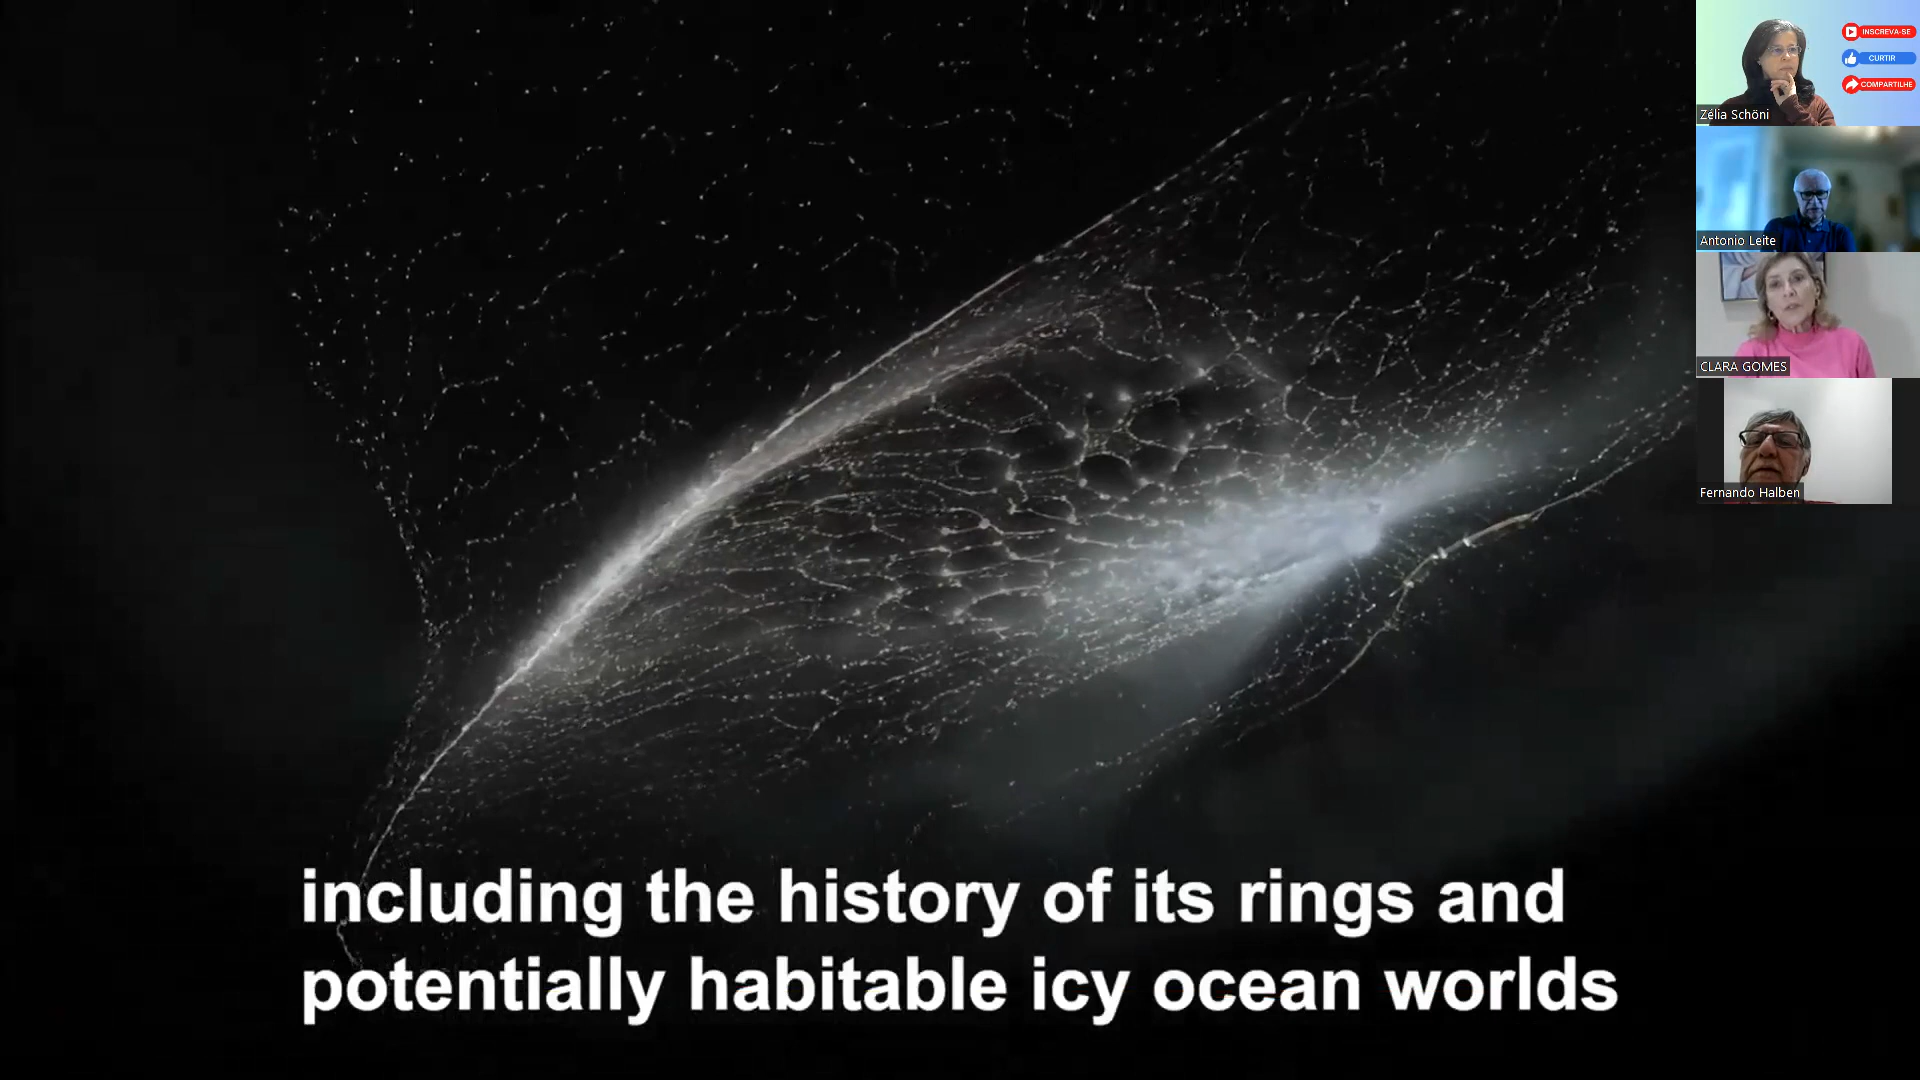 INSCREVA-SE
CURTIR
COMPARTILHE
Zélia Schöni
Antonio Leite
CLARA GOMES
Fernando Halben
including the history of its rings and
potentially habitable icy ocean worlds